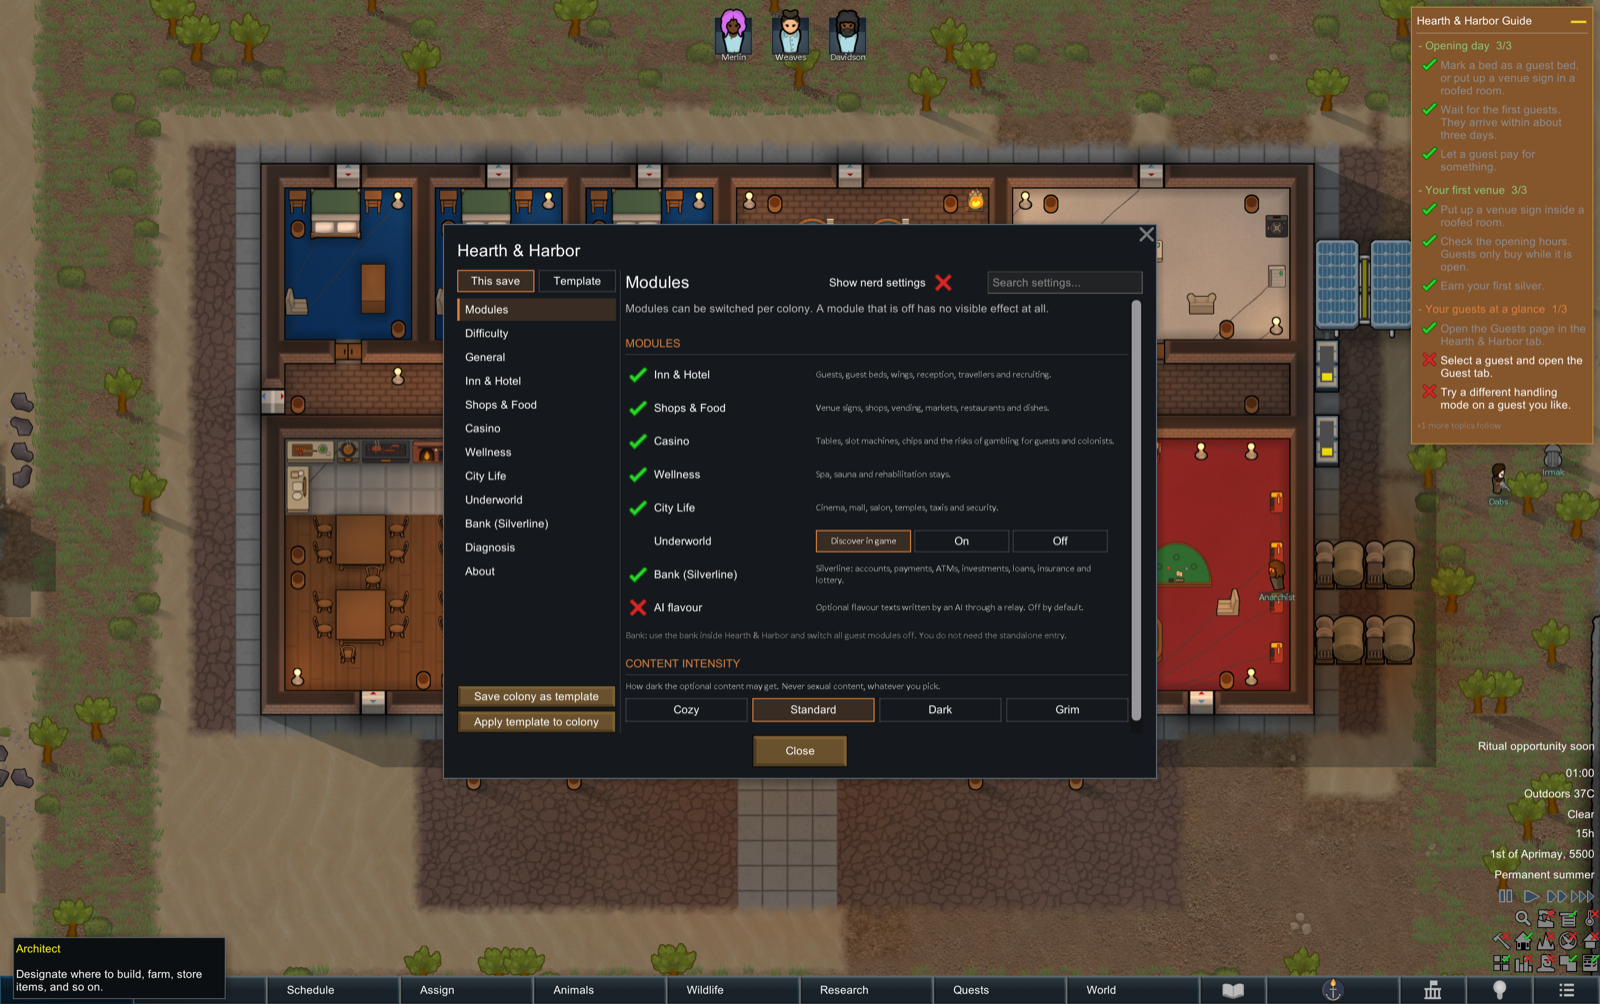 Merlin
Weaves
Davidson
Hearth & Harbor Guide
- Opening day 3/3
Mark a bed as a guest bed,
or put up a venue sign in a
roofed room.
Wait for the first guests.
They arrive within about
three days.
Let a guest pay for
something.
- Your first venue 3/3
Put up a venue sign inside a
roofed room.
Check the opening hours.
Guests only buy while it is
open.
Earn your first silver.
- Your guests at a glance 1/3
Open the Guests page in the
Hearth & Harbor tab.
Select a guest and open the
Guest tab.
Try a different handling
mode on a guest you like.
+1 more topics follow
Hearth & Harbor
This save
Template
Modules
Difficulty
General
Inn & Hotel
Shops & Food
Casino
Wellness
City Life
Underworld
Bank (Silverline)
Diagnosis
About
Save colony as template
Apply template to colony
Modules
Show nerd settings
Search settings...
Modules can be switched per colony. A module that is off has no visible effect at all.
MODULES
Inn & Hotel
Guests, guest beds, wings, reception, travellers and recruiting.
Shops & Food
Venue signs, shops, vending, markets, restaurants and dishes.
Casino
Tables, slot machines, chips and the risks of gambling for guests and colonists.
Wellness
Spa, sauna and rehabilitation stays.
City Life
Cinema, mall, salon, temples, taxis and security.
Underworld
Discover in game
On
Off
Bank (Silverline)
Silverline: accounts, payments, ATMs, investments, loans, insurance and
lottery.
AI flavour
Optional flavour texts written by an AI through a relay. Off by default.
Bank: use the bank inside Hearth & Harbor and switch all guest modules off. You do not need the standalone entry.
CONTENT INTENSITY
How dark the optional content may get. Never sexual content, whatever you pick.
Cozy
Standard
Dark
Grim
Close
Irmak
Oabs
Anarchist
Ritual opportunity soon
01:00
Outdoors 37C
Clear
15h
1st of Aprimay, 5500
Permanent summer
Architect
Designate where to build, farm, store
items, and so on.
Schedule
Assign
Animals
Wildlife
Research
Quests
World